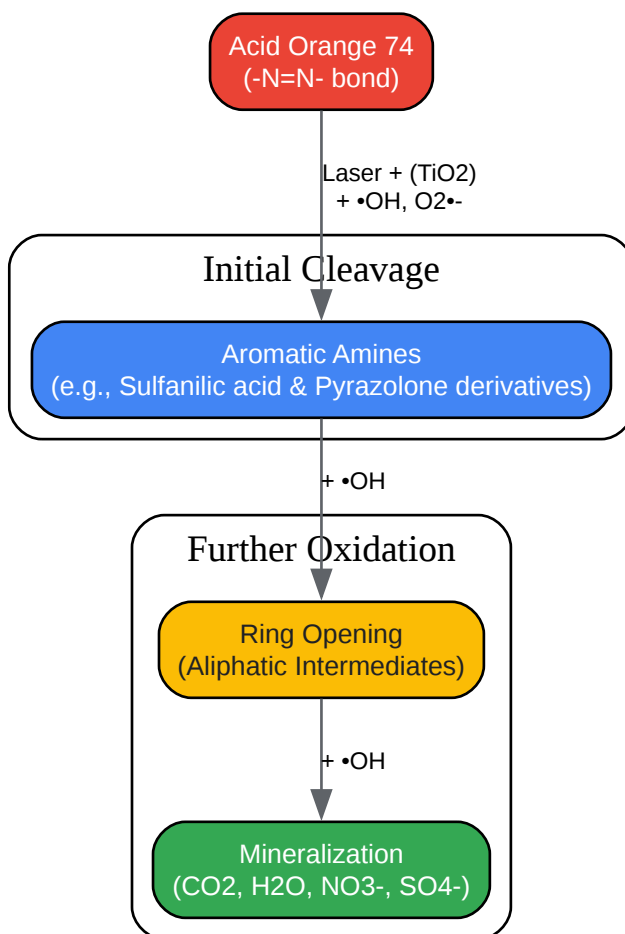 Acid Orange 74
(-N=N- bond)
Laser + (TiO2)
+ •OH, O2•-
Initial Cleavage
Aromatic Amines
(e.g., Sulfanilic acid & Pyrazolone derivatives)
+ •OH
Further Oxidation
Ring Opening
(Aliphatic Intermediates)
+ •OH
Mineralization
(CO2, H2O, NO3-, SO4-)